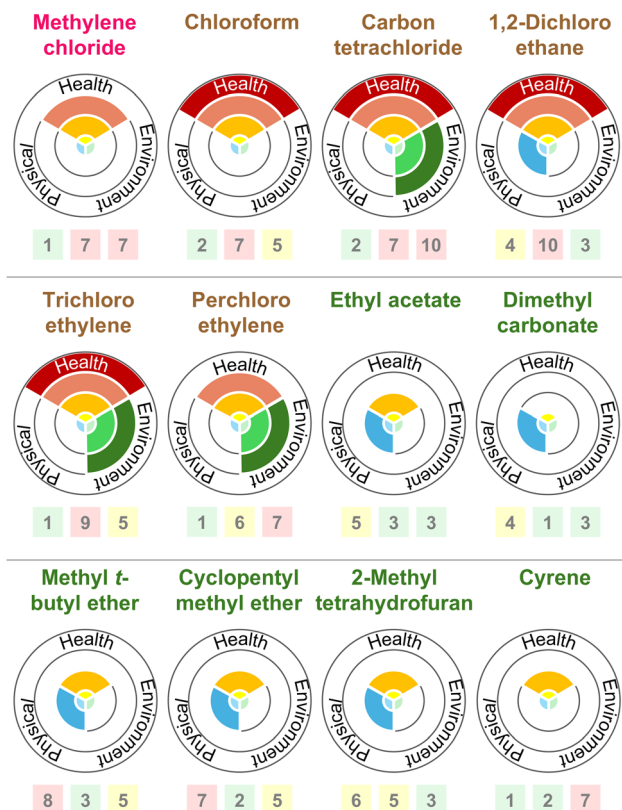 Methylene
chloride
Chloroform
Carbon
tetrachloride
1,2-Dichloro
ethane
Health
Environment
Physical
Health
Environment
Physical
Health
Environment
Physical
Health
Environment
Physical
1 7 7
2 7 5
2 7 10
4 10 3
Trichloro
ethylene
Perchloro
ethylene
Ethyl acetate
Dimethyl
carbonate
Health
Environment
Physical
Health
Environment
Physical
Health
Environment
Physical
Health
Environment
Physical
1 9 5
1 6 7
5 3 3
4 1 3
Methyl t-
butyl ether
Cyclopentyl
methyl ether
2-Methyl
tetrahydrofuran
Cyrene
Health
Environment
Physical
Health
Environment
Physical
Health
Environment
Physical
Health
Environment
Physical
8 3 5
7 2 5
6 5 3
1 2 7